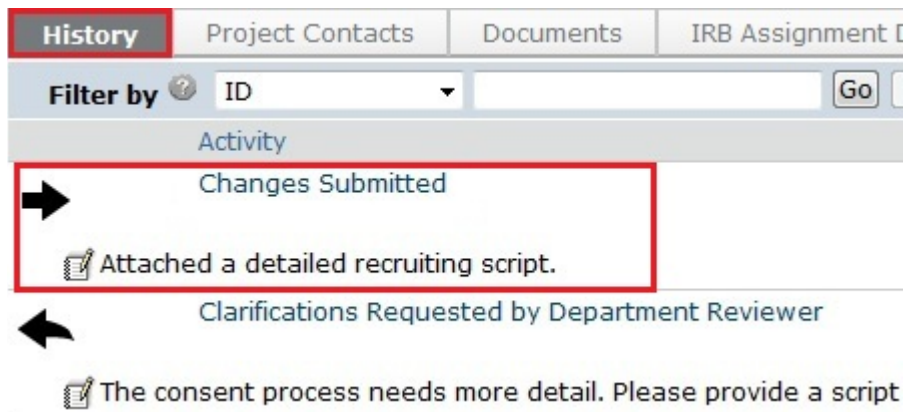 History Project Contacts Documents IRB Assignment
Filter by ID Go
Activity
Changes Submitted
Attached a detailed recruiting script.
Clarifications Requested by Department Reviewer
The consent process needs more detail. Please provide a script